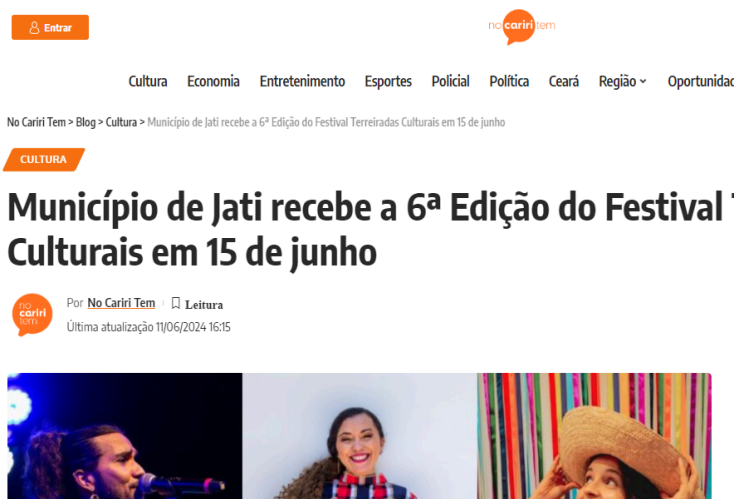 Entrar
no cariri tem
Cultura Economia Entretenimento Esportes Policial Política Ceará Região
No Cariri Tem > Blog > Cultura > Município de Jati recebe a 6ª Edição do Festival Terreiradas Culturais em 15 de junho
CULTURA
Município de Jati recebe a 6ª Edição do Festival
Culturais em 15 de junho
no cariri tem
Por No Cariri Tem Leitura
Última atualização 11/06/2024 16:15